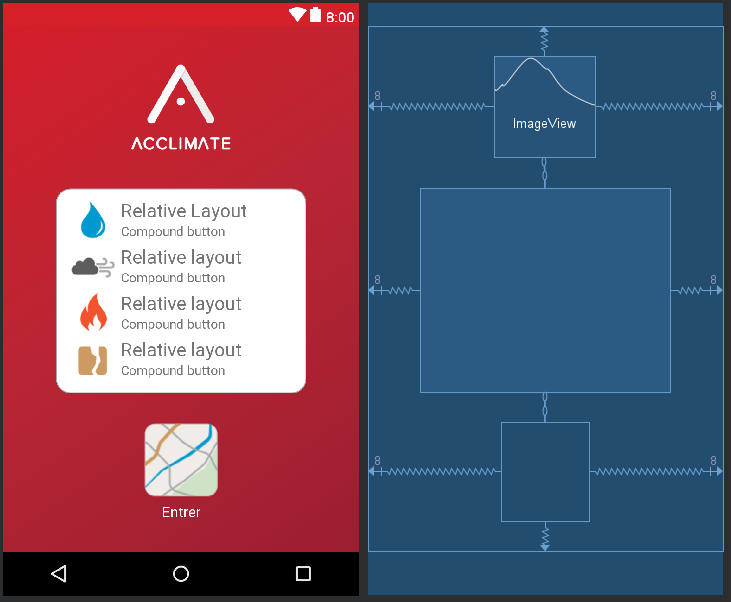 8:00
ACCLIMATE
Relative Layout
Compound button
Relative layout
Compound button
Relative layout
Compound button
Relative layout
Compound button
Entrer
8
8
ImageView
8
8
8
8